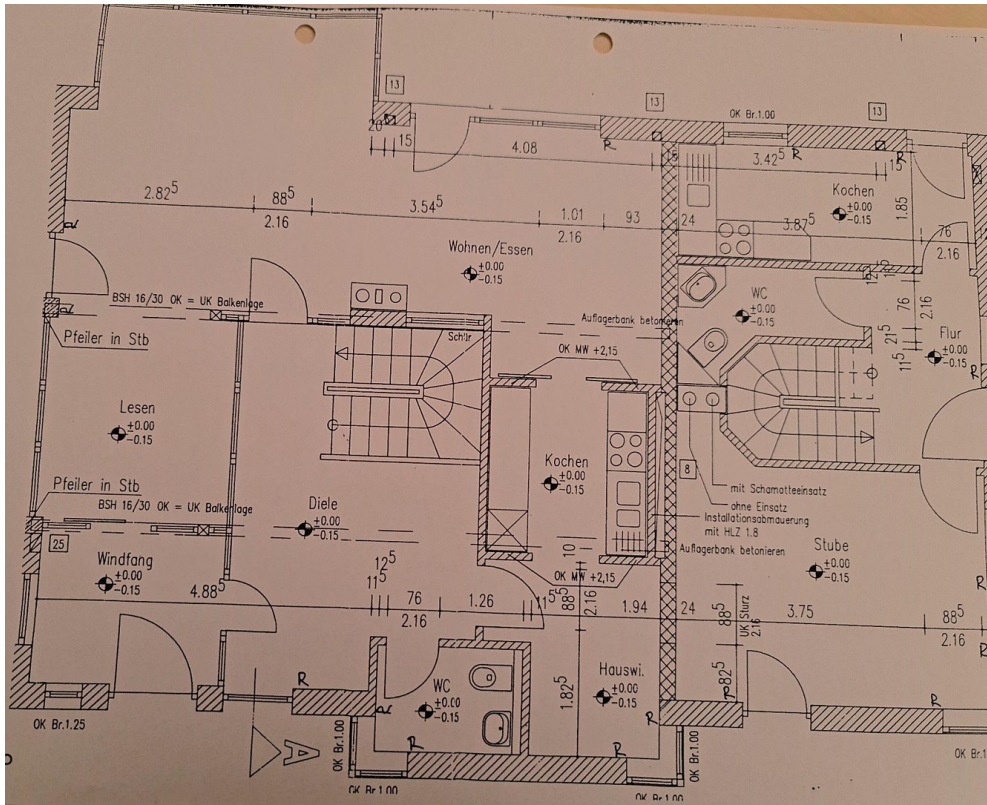 13
13
13
OK Br.1.00
20
15
4.08
R
15
3.42⁵
R
15
R
Kochen
±0.00
-0.15
1.85
2.82⁵
88⁵
2.16
3.54⁵
1.01
2.16
93
24
3.87⁵
76
2.16
Wohnen/Essen
±0.00
-0.15
BSH 16/30 OK = UK Balkenlage
Pfeiler in Stb
Sch'lr
Auflagerbank betonieren
OK MW +2,15
WC
±0.00
-0.15
76
2.16
21⁵
11⁵
Flur
±0.00
-0.15
R
Lesen
±0.00
-0.15
Pfeiler in Stb
BSH 16/30 OK = UK Balkenlage
25
Kochen
±0.00
-0.15
8
mit Schamotteeinsatz
ohne Einsatz
Installationsabmauerung
mit HLZ 1.8
Auflagerbank betonieren
Diele
±0.00
-0.15
Stube
±0.00
-0.15
Windfang
±0.00
-0.15
4.88⁵
12⁵
11⁵
76
2.16
1.26
11⁵
10
OK MW +2,15
88⁵
2.16
1.94
24
88⁵
UK Sturz
2.16
3.75
88⁵
2.16
R
R
R
82⁵
R
R
WC
±0.00
-0.15
Hauswi.
±0.00
-0.15
1.82⁵
R
R
R
OK Br.1.25
A
OK Br.1.00
OK Br.1.00
OK Br.1.00
OK Br.1.00
OK Br.1